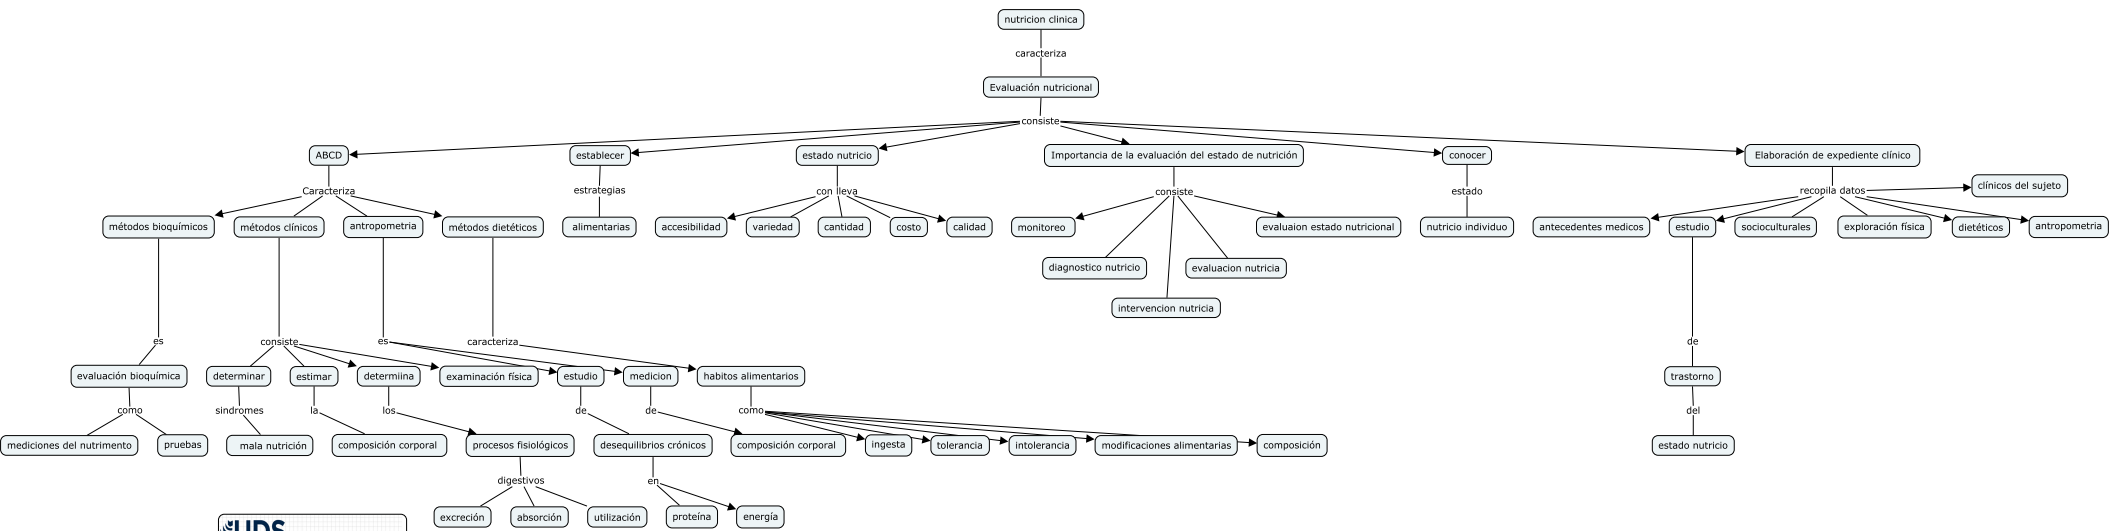 nutricion clinica
caracteriza
Evaluación nutricional
consiste
ABCD
establecer
estado nutricio
Importancia de la evaluación del estado de nutrición
conocer
Elaboración de expediente clínico
Caracteriza
estrategias
con lleva
consiste
estado
recopila datos
clínicos del sujeto
métodos bioquímicos
métodos clínicos
antropometria
métodos dietéticos
alimentarias
accesibilidad
variedad
cantidad
costo
calidad
monitoreo
evaluaion estado nutricional
nutricio individuo
antecedentes medicos
estudio
socioculturales
exploración física
dietéticos
antropometria
diagnostico nutricio
evaluacion nutricia
intervencion nutricia
es
consiste
es
caracteriza
de
evaluación bioquímica
determinar
estimar
determiina
examinación física
estudio
medicion
habitos alimentarios
trastorno
como
sindromes
la
los
de
de
como
del
mediciones del nutrimento
pruebas
mala nutrición
composición corporal
procesos fisiológicos
desequilibrios crónicos
composición corporal
ingesta
tolerancia
intolerancia
modificaciones alimentarias
composición
estado nutricio
digestivos
en
excreción
absorción
utilización
proteína
energía
UDS